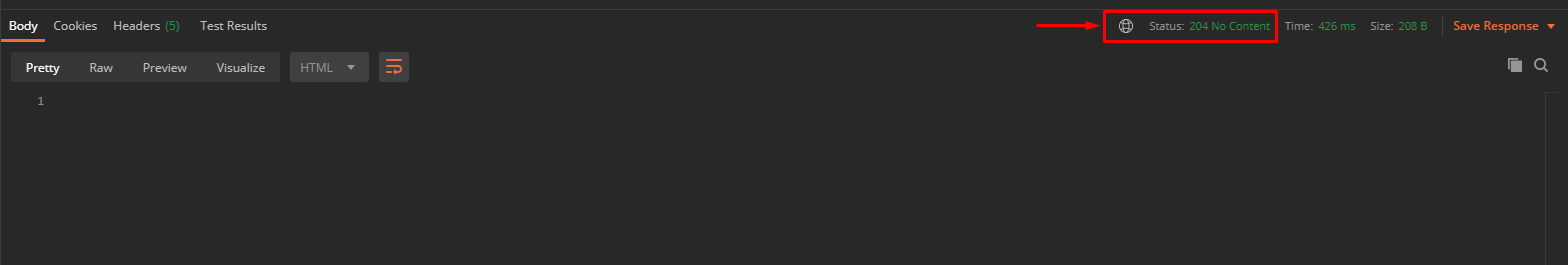 Body Cookies Headers (5) Test Results Status: 204 No Content Time: 426 ms Size: 208 B Save Response
Pretty Raw Preview Visualize HTML
1